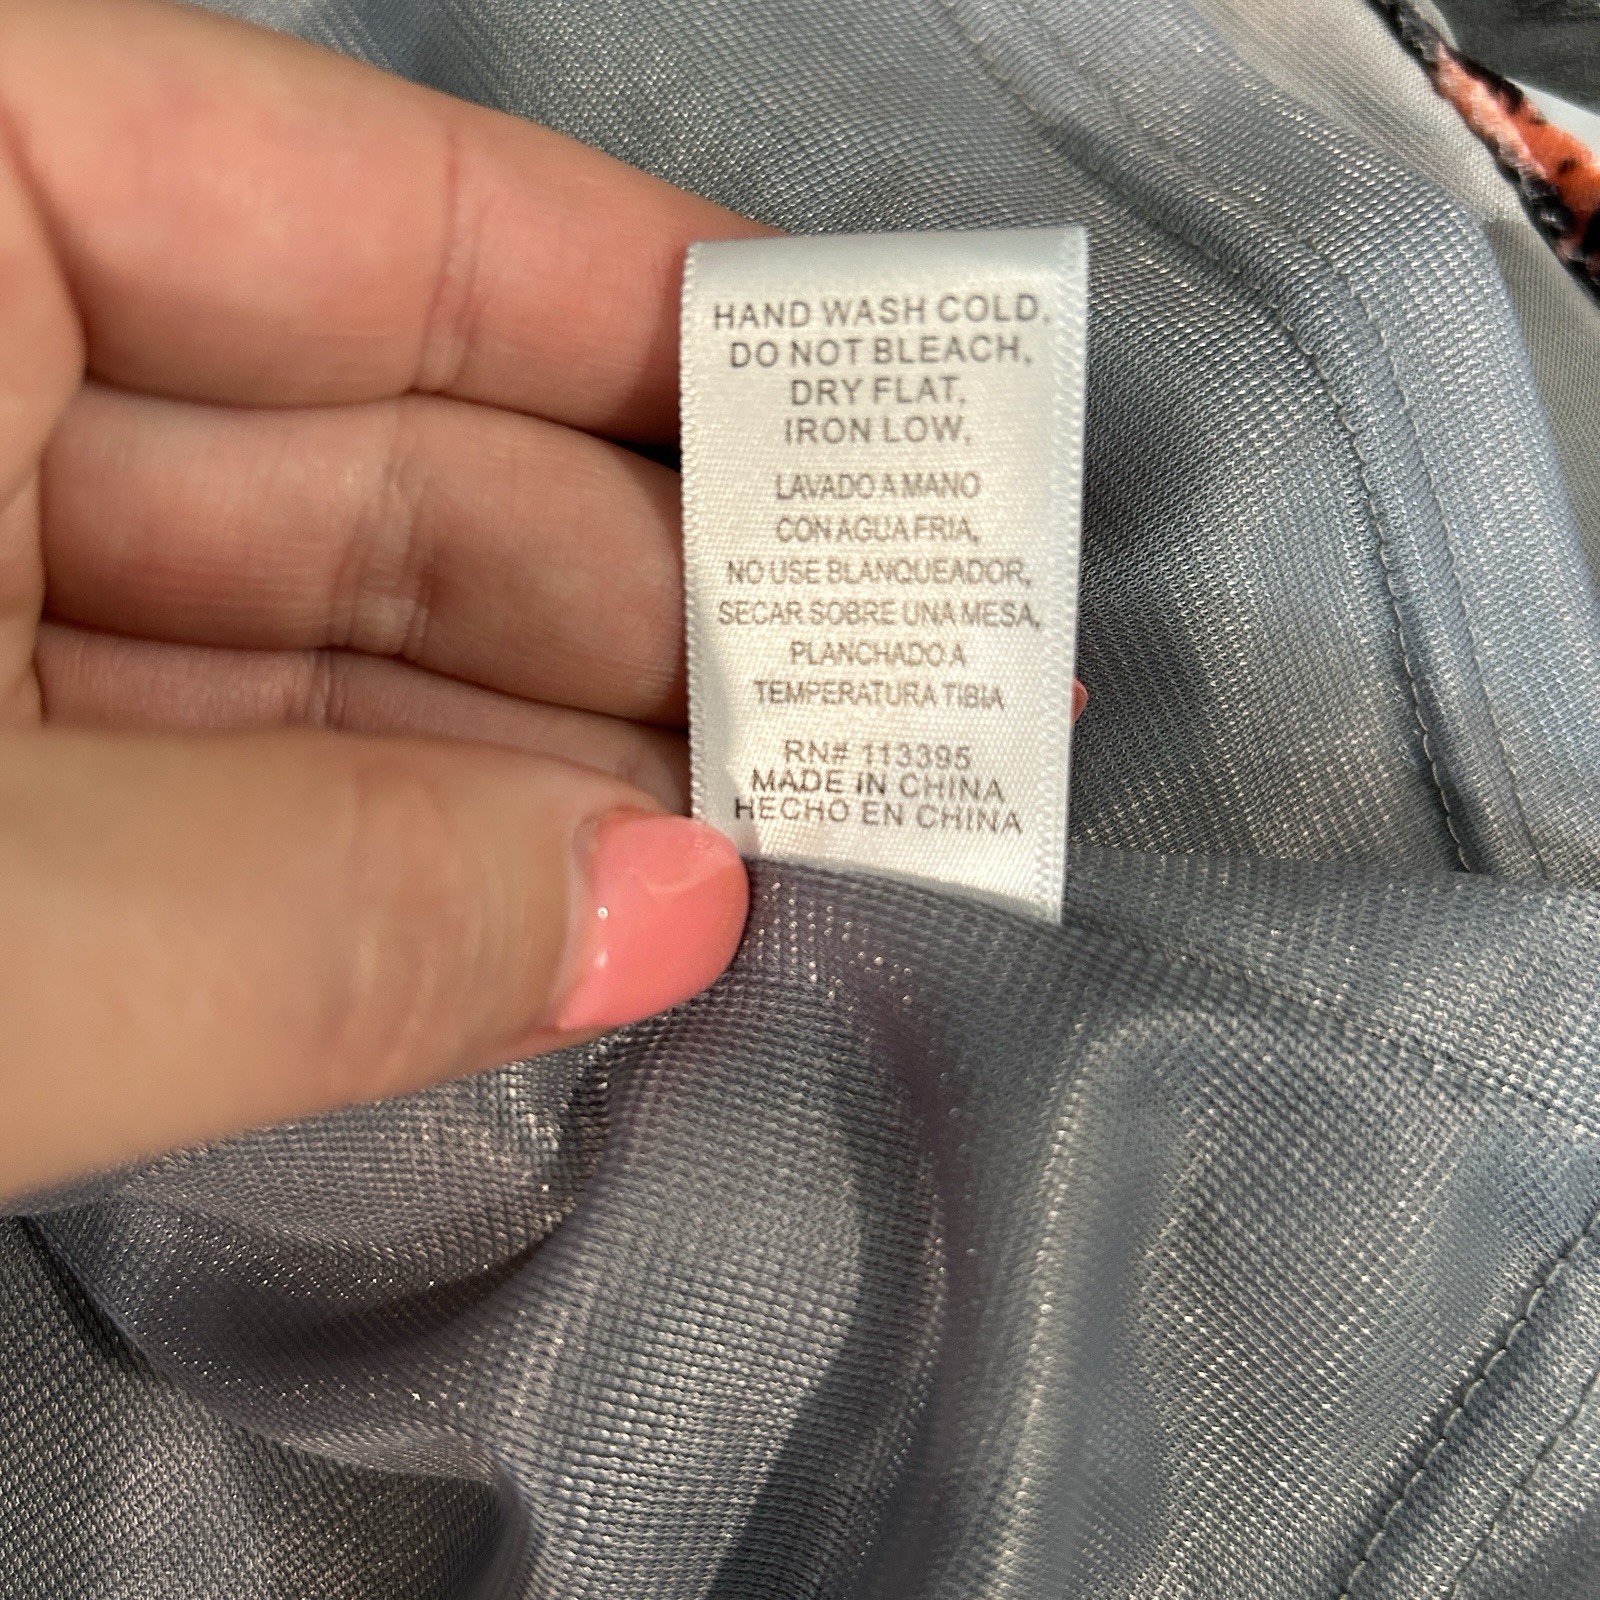 HAND WASH COLD,
DO NOT BLEACH,
DRY FLAT,
IRON LOW,
LAVADO A MANO
CON AGUA FRIA,
NO USE BLANQUEADOR,
SECAR SOBRE UNA MESA,
PLANCHADO A
TEMPERATURA TIBIA
RN# 113395
MADE IN CHINA
HECHO EN CHINA